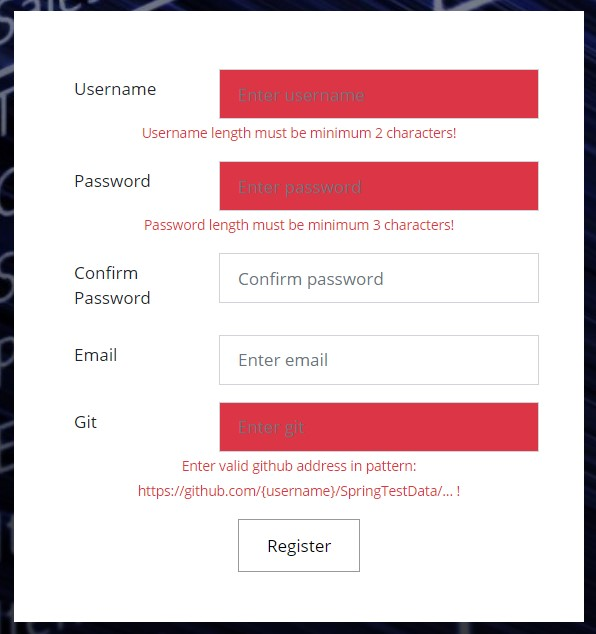 Username
Enter username
Username length must be minimum 2 characters!
Password
Enter password
Password length must be minimum 3 characters!
Confirm
Password
Confirm password
Email
Enter email
Git
Enter git
Enter valid github address in pattern:
https://github.com/{username}/SpringTestData/... !
Register